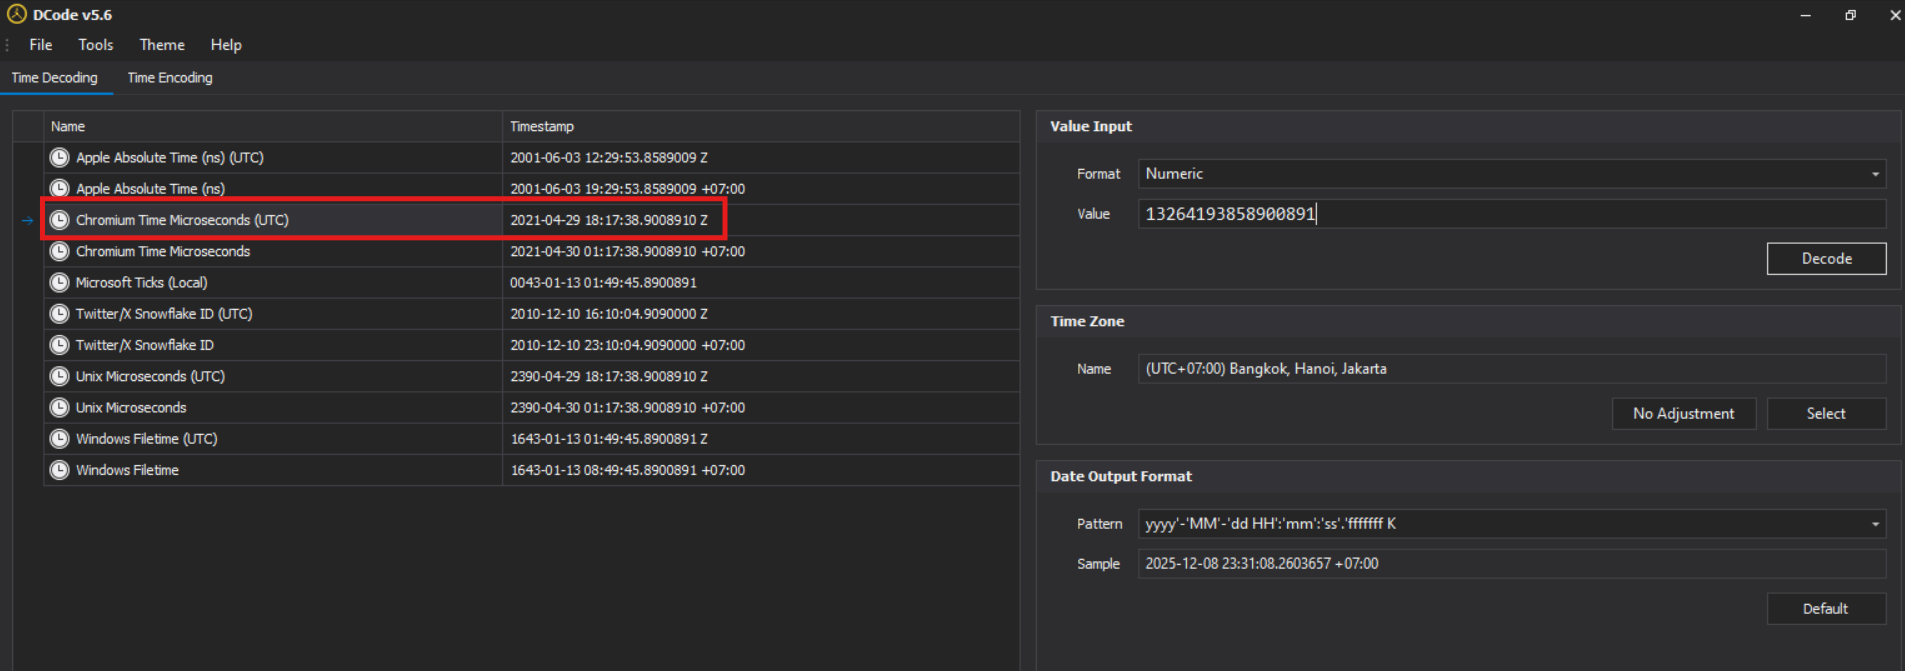 DCode v5.6
File Tools Theme Help
Time Decoding Time Encoding
Name Timestamp
Apple Absolute Time (ns) (UTC) 2001-06-03 12:29:53.8589009 Z
Apple Absolute Time (ns) 2001-06-03 19:29:53.8589009 +07:00
Chromium Time Microseconds (UTC) 2021-04-29 18:17:38.9008910 Z
Chromium Time Microseconds 2021-04-30 01:17:38.9008910 +07:00
Microsoft Ticks (Local) 0043-01-13 01:49:45.8900891
Twitter/X Snowflake ID (UTC) 2010-12-10 16:10:04.9090000 Z
Twitter/X Snowflake ID 2010-12-10 23:10:04.9090000 +07:00
Unix Microseconds (UTC) 2390-04-29 18:17:38.9008910 Z
Unix Microseconds 2390-04-30 01:17:38.9008910 +07:00
Windows Filetime (UTC) 1643-01-13 01:49:45.8900891 Z
Windows Filetime 1643-01-13 08:49:45.8900891 +07:00
Value Input
Format Numeric
Value 13264193858900891
Decode
Time Zone
Name (UTC+07:00) Bangkok, Hanoi, Jakarta
No Adjustment Select
Date Output Format
Pattern yyyy'-'MM'-'dd HH':'mm':'ss'.'fffffff K
Sample 2025-12-08 23:31:08.2603657 +07:00
Default